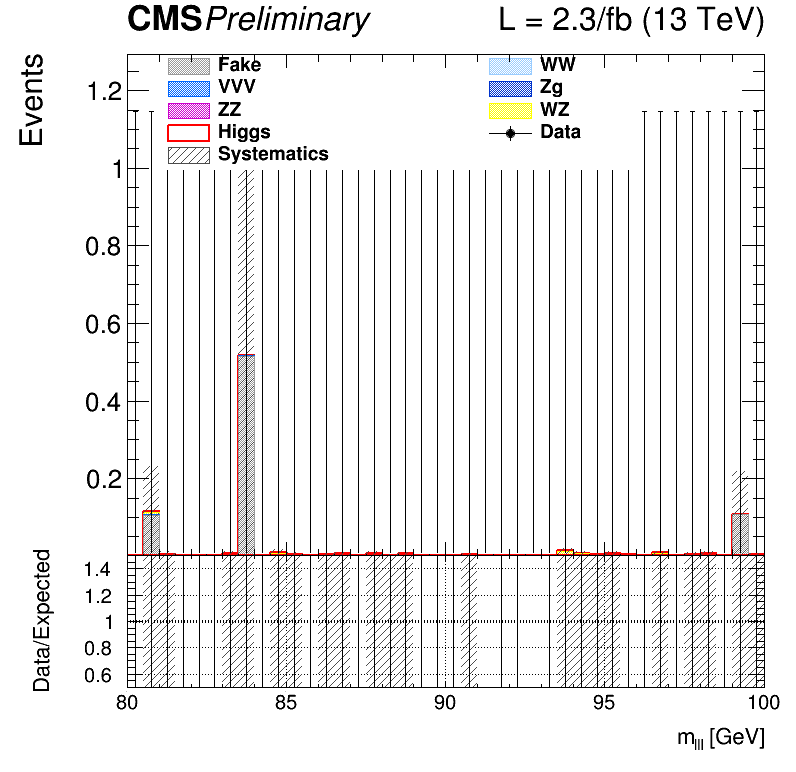 CMS Preliminary L = 2.3/fb (13 TeV)
Events
Fake WW
VVV Zg
ZZ WZ
Higgs Data
Systematics
1.2
1
0.8
0.6
0.4
0.2
Data/Expected
1.4
1.2
1
0.8
0.6
80 85 90 95 100
m_lll [GeV]